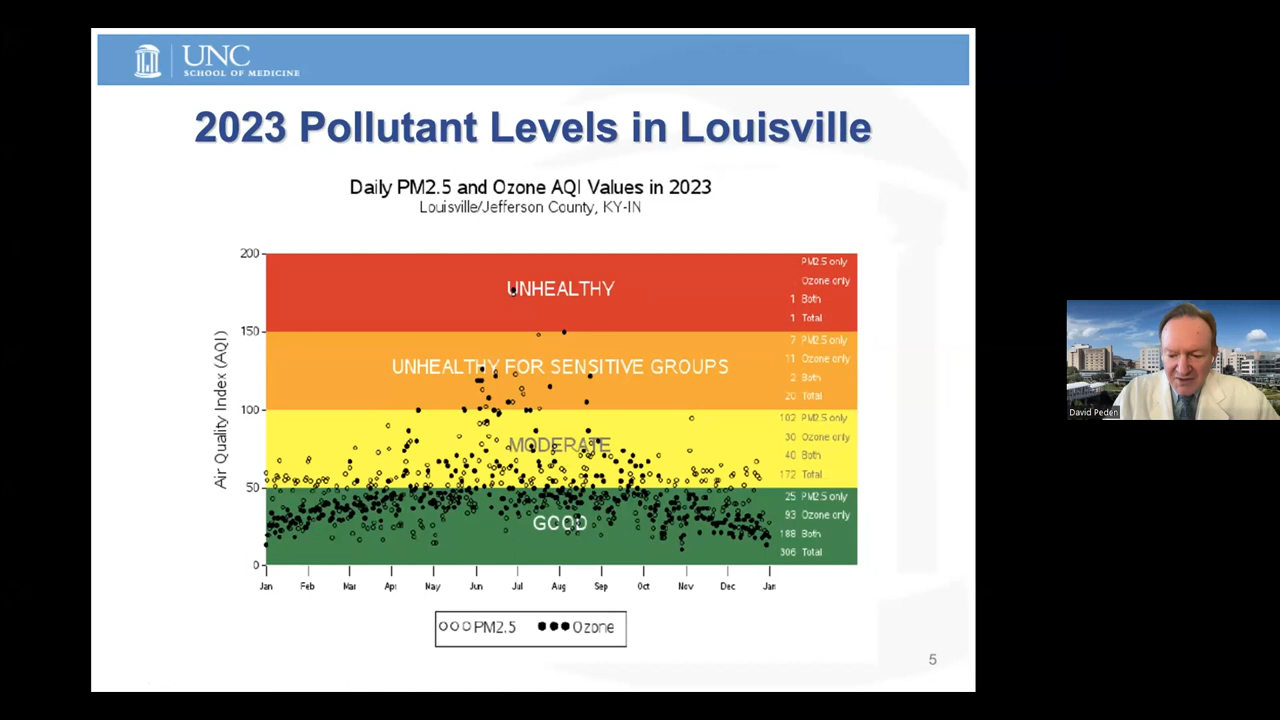 UNC
SCHOOL OF MEDICINE
2023 Pollutant Levels in Louisville
Daily PM2.5 and Ozone AQI Values in 2023
Louisville/Jefferson County, KY-IN
Air Quality Index (AQI)
200
150
100
50
0
UNHEALTHY
PM2.5 only
Ozone only
1 Both
1 Total
UNHEALTHY FOR SENSITIVE GROUPS
7 PM2.5 only
11 Ozone only
2 Both
20 Total
MODERATE
102 PM2.5 only
30 Ozone only
40 Both
172 Total
GOOD
25 PM2.5 only
93 Ozone only
188 Both
306 Total
Jan Feb Mar Apr May Jun Jul Aug Sep Oct Nov Dec Jan
PM2.5 Ozone
5
David Peden